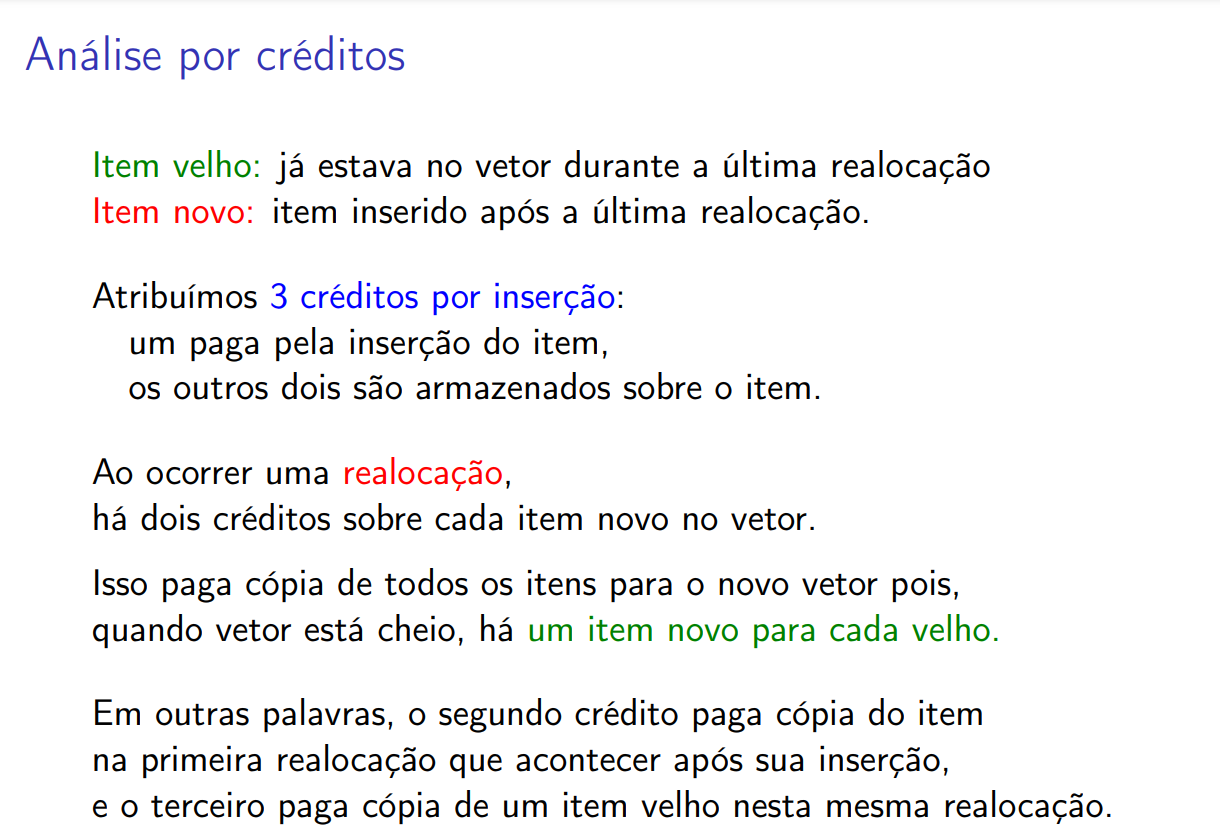 Análise por créditos
Item velho: já estava no vetor durante a última realocação
Item novo: item inserido após a última realocação.
Atribuímos 3 créditos por inserção:
um paga pela inserção do item,
os outros dois são armazenados sobre o item.
Ao ocorrer uma realocação,
há dois créditos sobre cada item novo no vetor.
Isso paga cópia de todos os itens para o novo vetor pois,
quando vetor está cheio, há um item novo para cada velho.
Em outras palavras, o segundo crédito paga cópia do item
na primeira realocação que acontecer após sua inserção,
e o terceiro paga cópia de um item velho nesta mesma realocação.